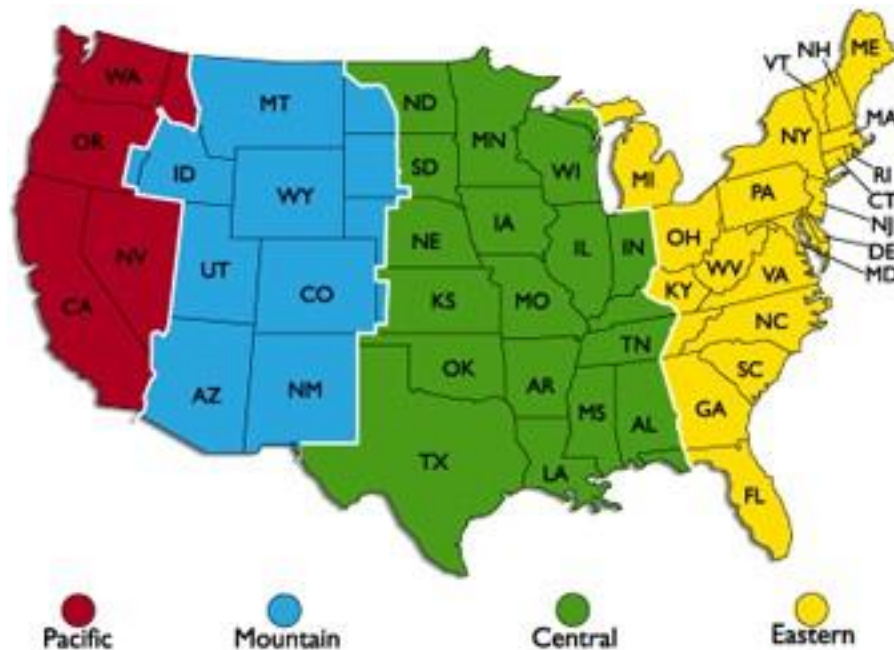 WA
OR
CA
NV
ID
MT
WY
UT
CO
AZ
NM
ND
SD
NE
KS
OK
TX
MN
IA
MO
AR
LA
WI
IL
IN
TN
MS
AL
MI
OH
KY
WV
VA
NC
SC
GA
FL
PA
NY
VT
NH
ME
MA
RI
CT
NJ
DE
MD
Pacific
Mountain
Central
Eastern